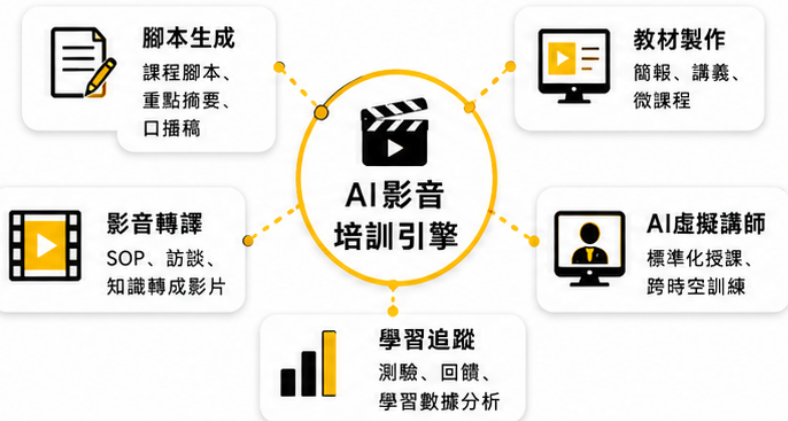 腳本生成
課程腳本、
重點摘要、
口播稿
教材製作
簡報、講義、
微課程
AI影音
培訓引擎
影音轉譯
SOP、訪談、
知識轉成影片
AI虛擬講師
標準化授課、
跨時空訓練
學習追蹤
測驗、回饋、
學習數據分析